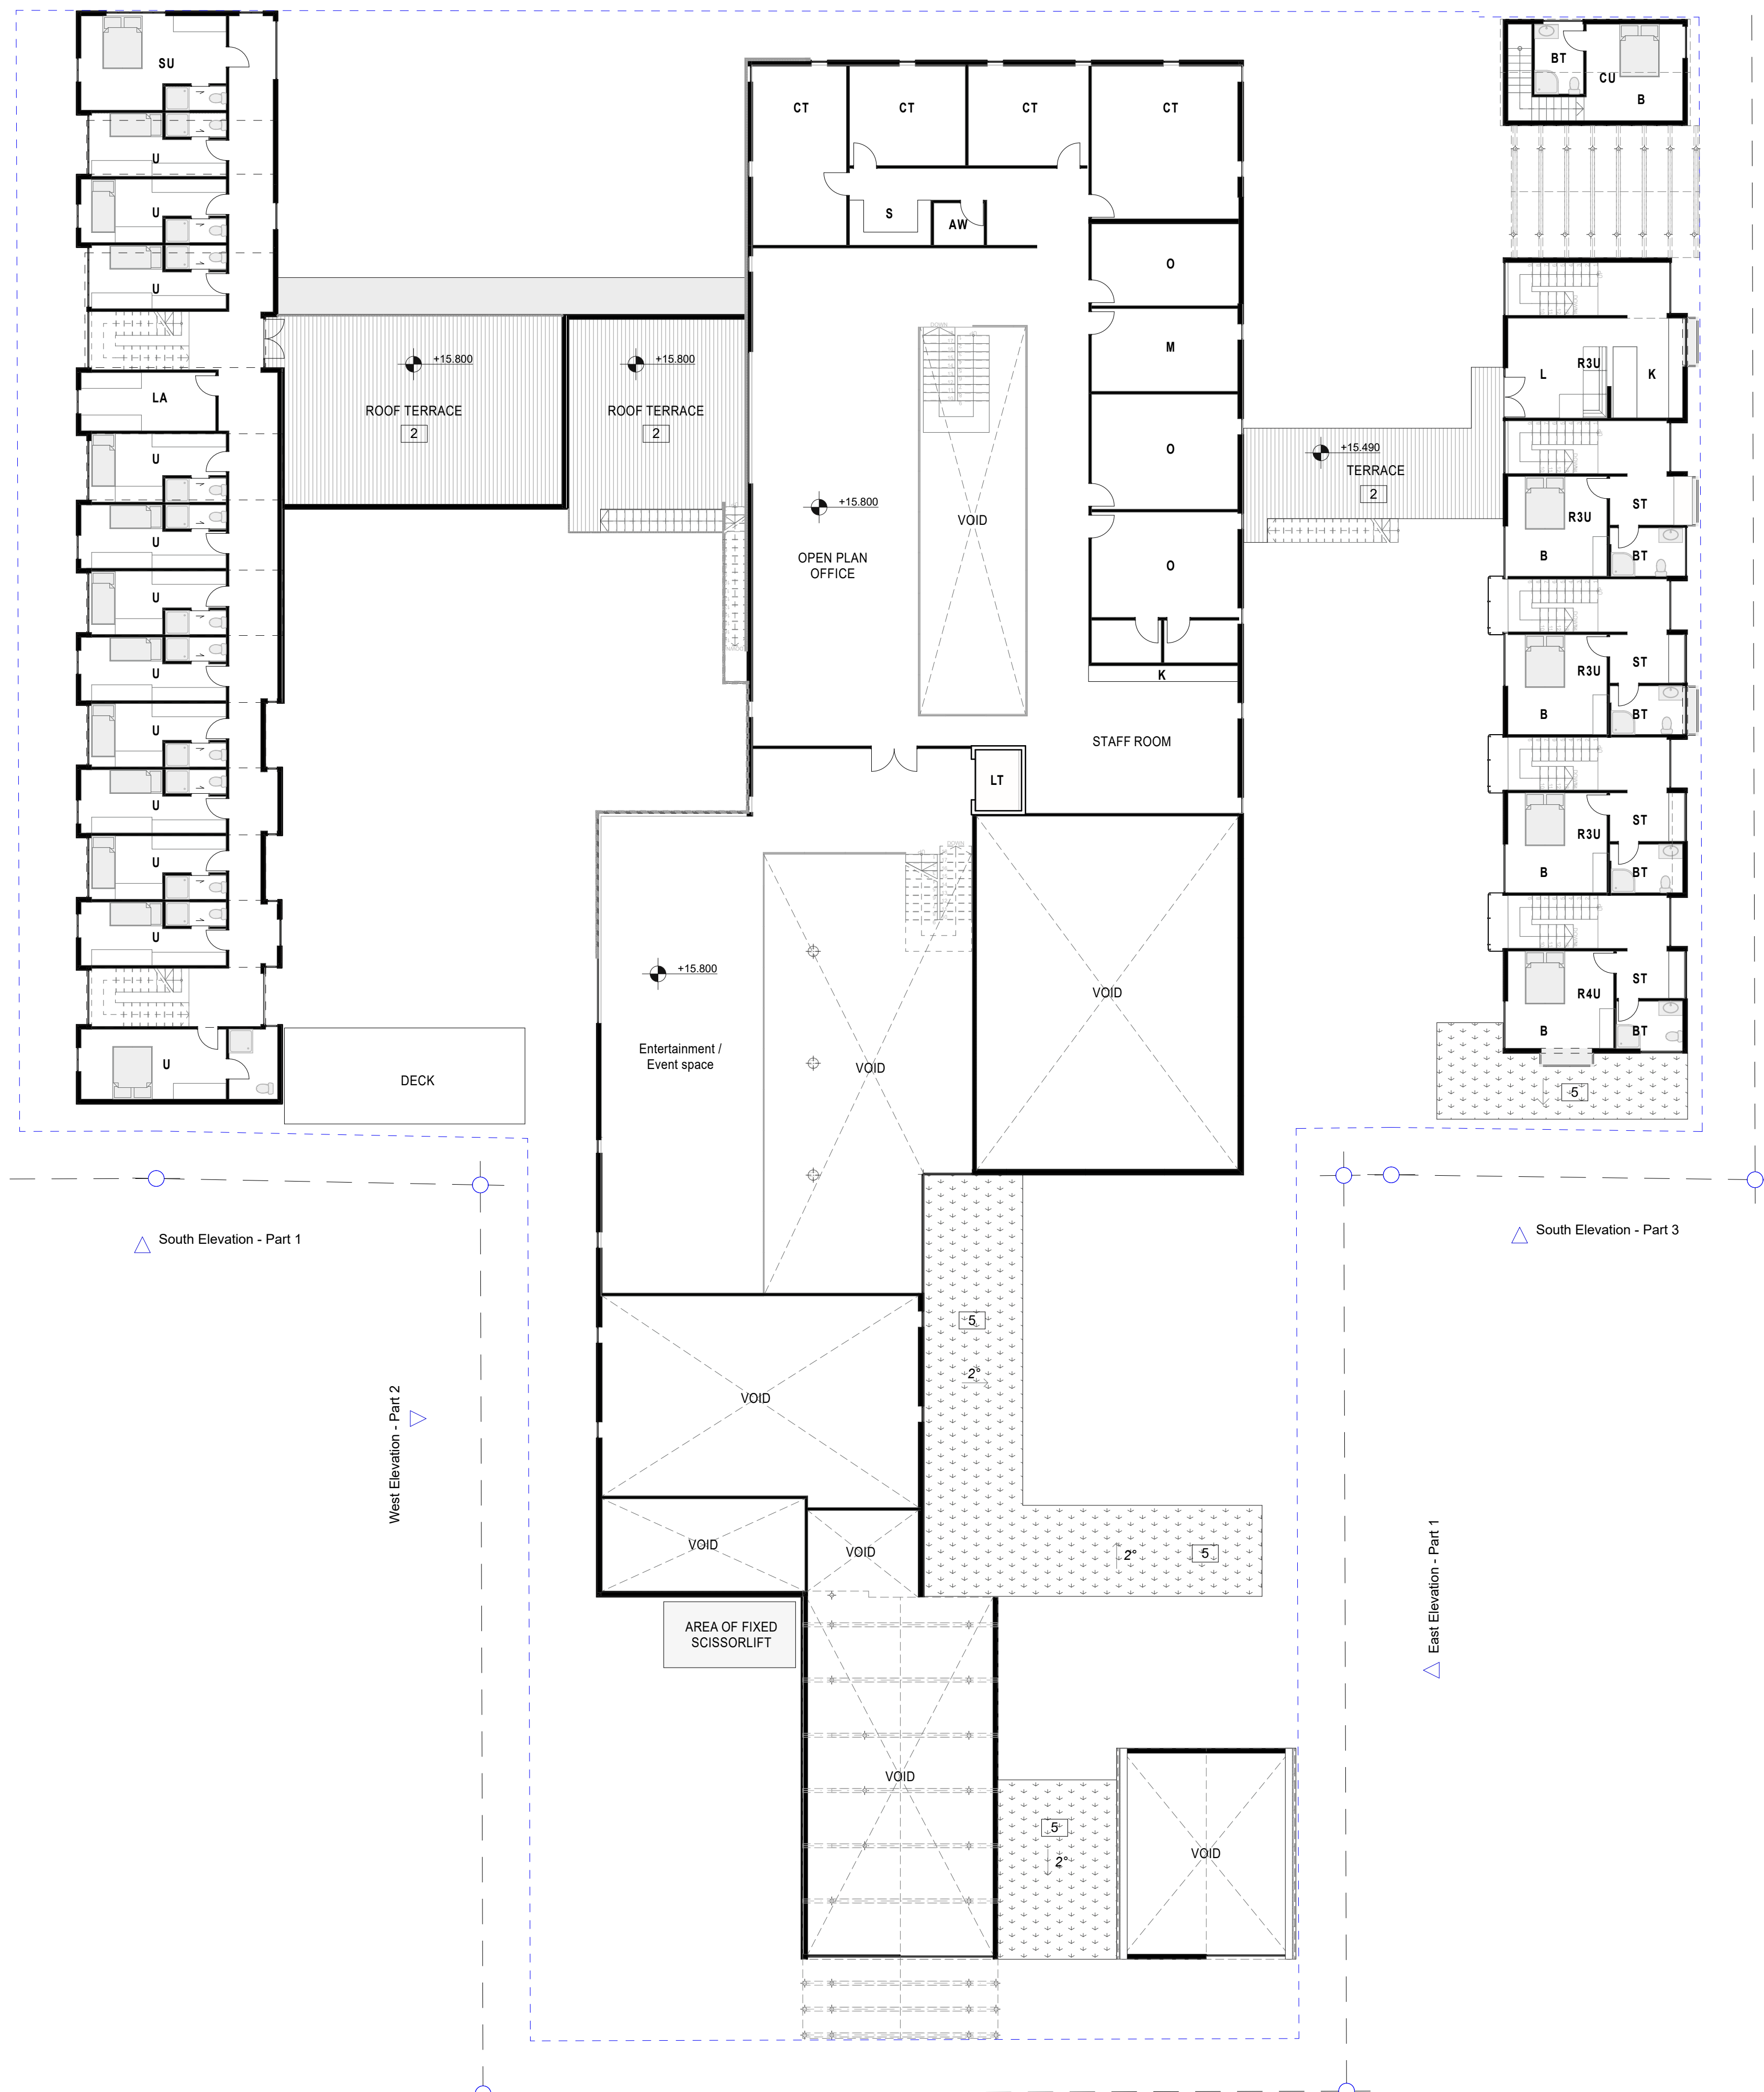 SU
U
U
U
LA
U
U
U
U
U
U
U
U
U
+15.800
ROOF TERRACE
2
+15.800
ROOF TERRACE
2
DECK
CT
CT
CT
CT
S
AW
O
M
O
O
K
VOID
+15.800
OPEN PLAN
OFFICE
STAFF ROOM
LT
VOID
+15.800
Entertainment /
Event space
VOID
+15.490
TERRACE
2
BT
CU
B
L
R3U
K
R3U
ST
B
BT
R3U
ST
B
BT
R3U
ST
B
BT
R4U
ST
B
BT
5
South Elevation - Part 1
South Elevation - Part 3
5
2°
VOID
West Elevation - Part 2
VOID
VOID
2°
5
East Elevation - Part 1
AREA OF FIXED
SCISSORLIFT
VOID
5
2°
VOID